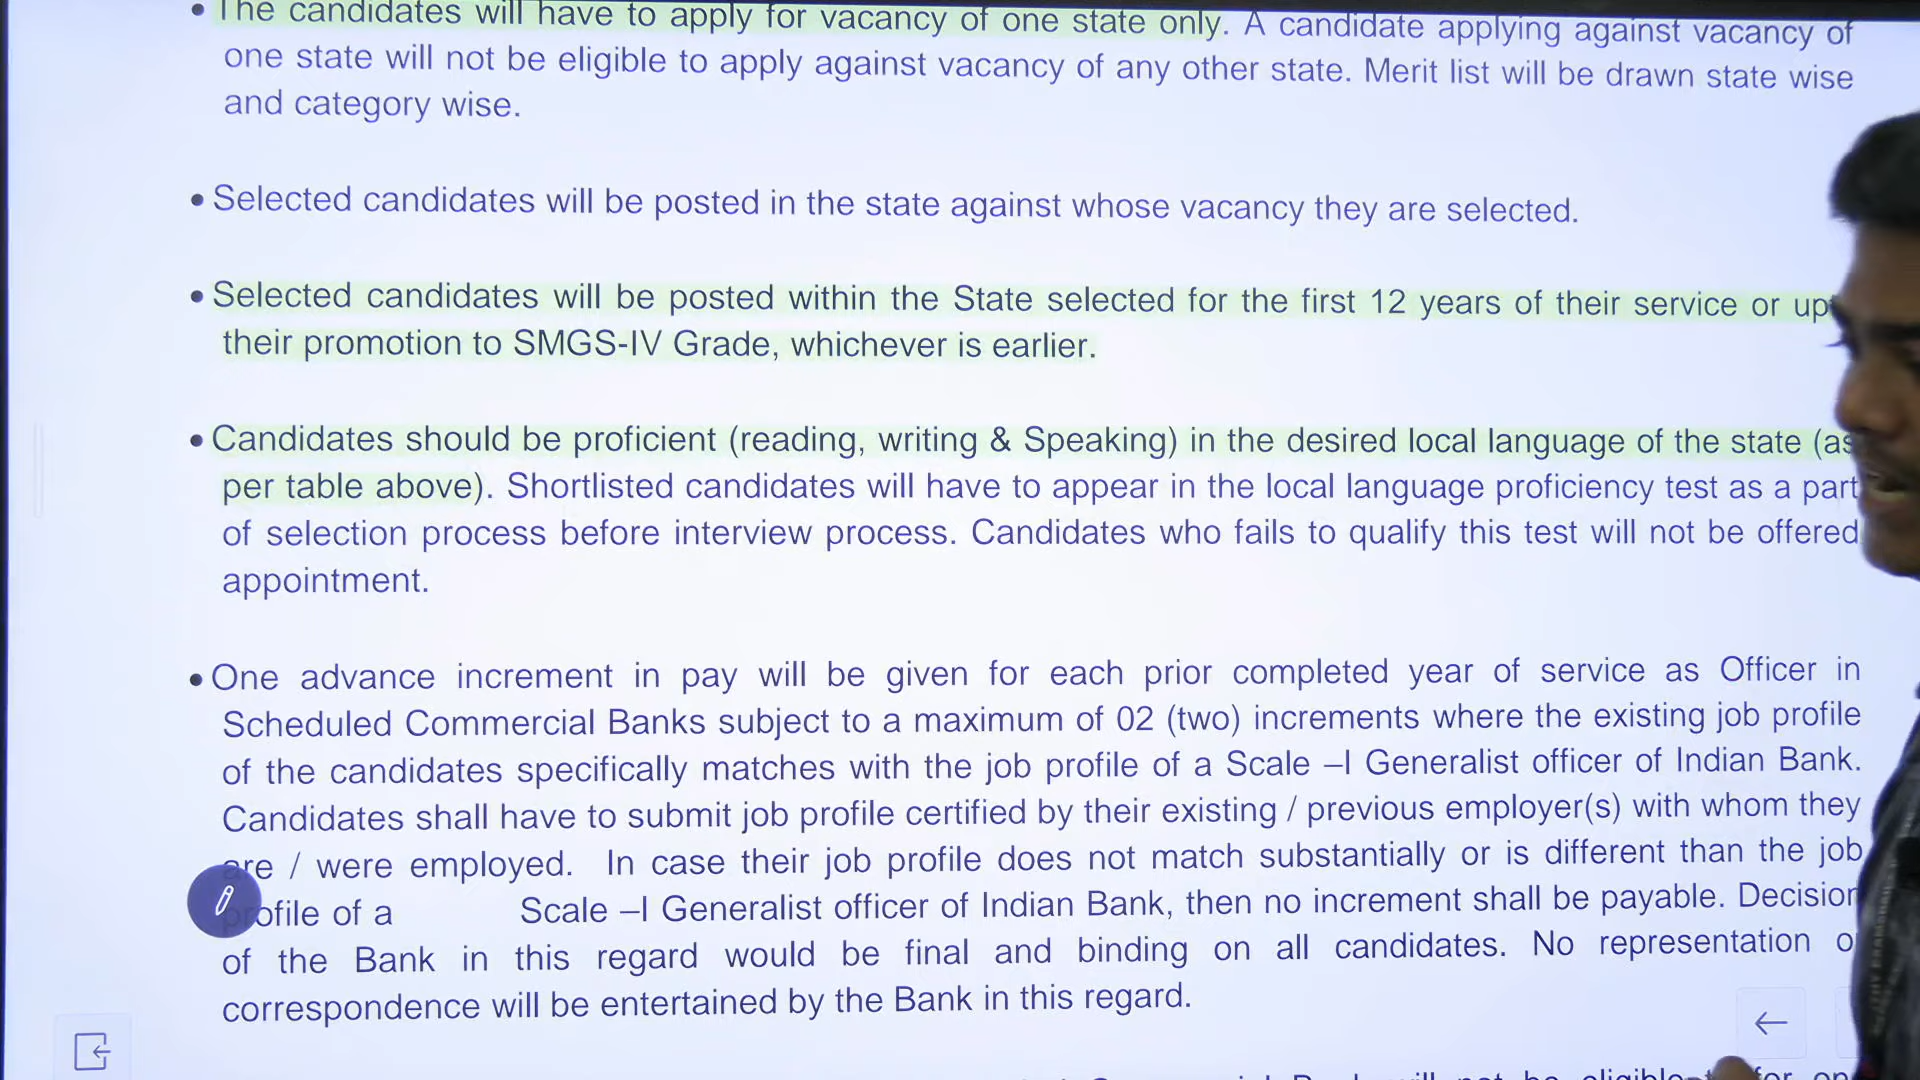 • The candidates will have to apply for vacancy of one state only. A candidate applying against vacancy of
one state will not be eligible to apply against vacancy of any other state. Merit list will be drawn state wise
and category wise.
• Selected candidates will be posted in the state against whose vacancy they are selected.
• Selected candidates will be posted within the State selected for the first 12 years of their service or up
their promotion to SMGS-IV Grade, whichever is earlier.
• Candidates should be proficient (reading, writing & Speaking) in the desired local language of the state (as
per table above). Shortlisted candidates will have to appear in the local language proficiency test as a part
of selection process before interview process. Candidates who fails to qualify this test will not be offered
appointment.
• One advance increment in pay will be given for each prior completed year of service as Officer in
Scheduled Commercial Banks subject to a maximum of 02 (two) increments where the existing job profile
of the candidates specifically matches with the job profile of a Scale –I Generalist officer of Indian Bank.
Candidates shall have to submit job profile certified by their existing / previous employer(s) with whom they
are / were employed. In case their job profile does not match substantially or is different than the job
profile of a Scale –I Generalist officer of Indian Bank, then no increment shall be payable. Decision
of the Bank in this regard would be final and binding on all candidates. No representation o
correspondence will be entertained by the Bank in this regard.